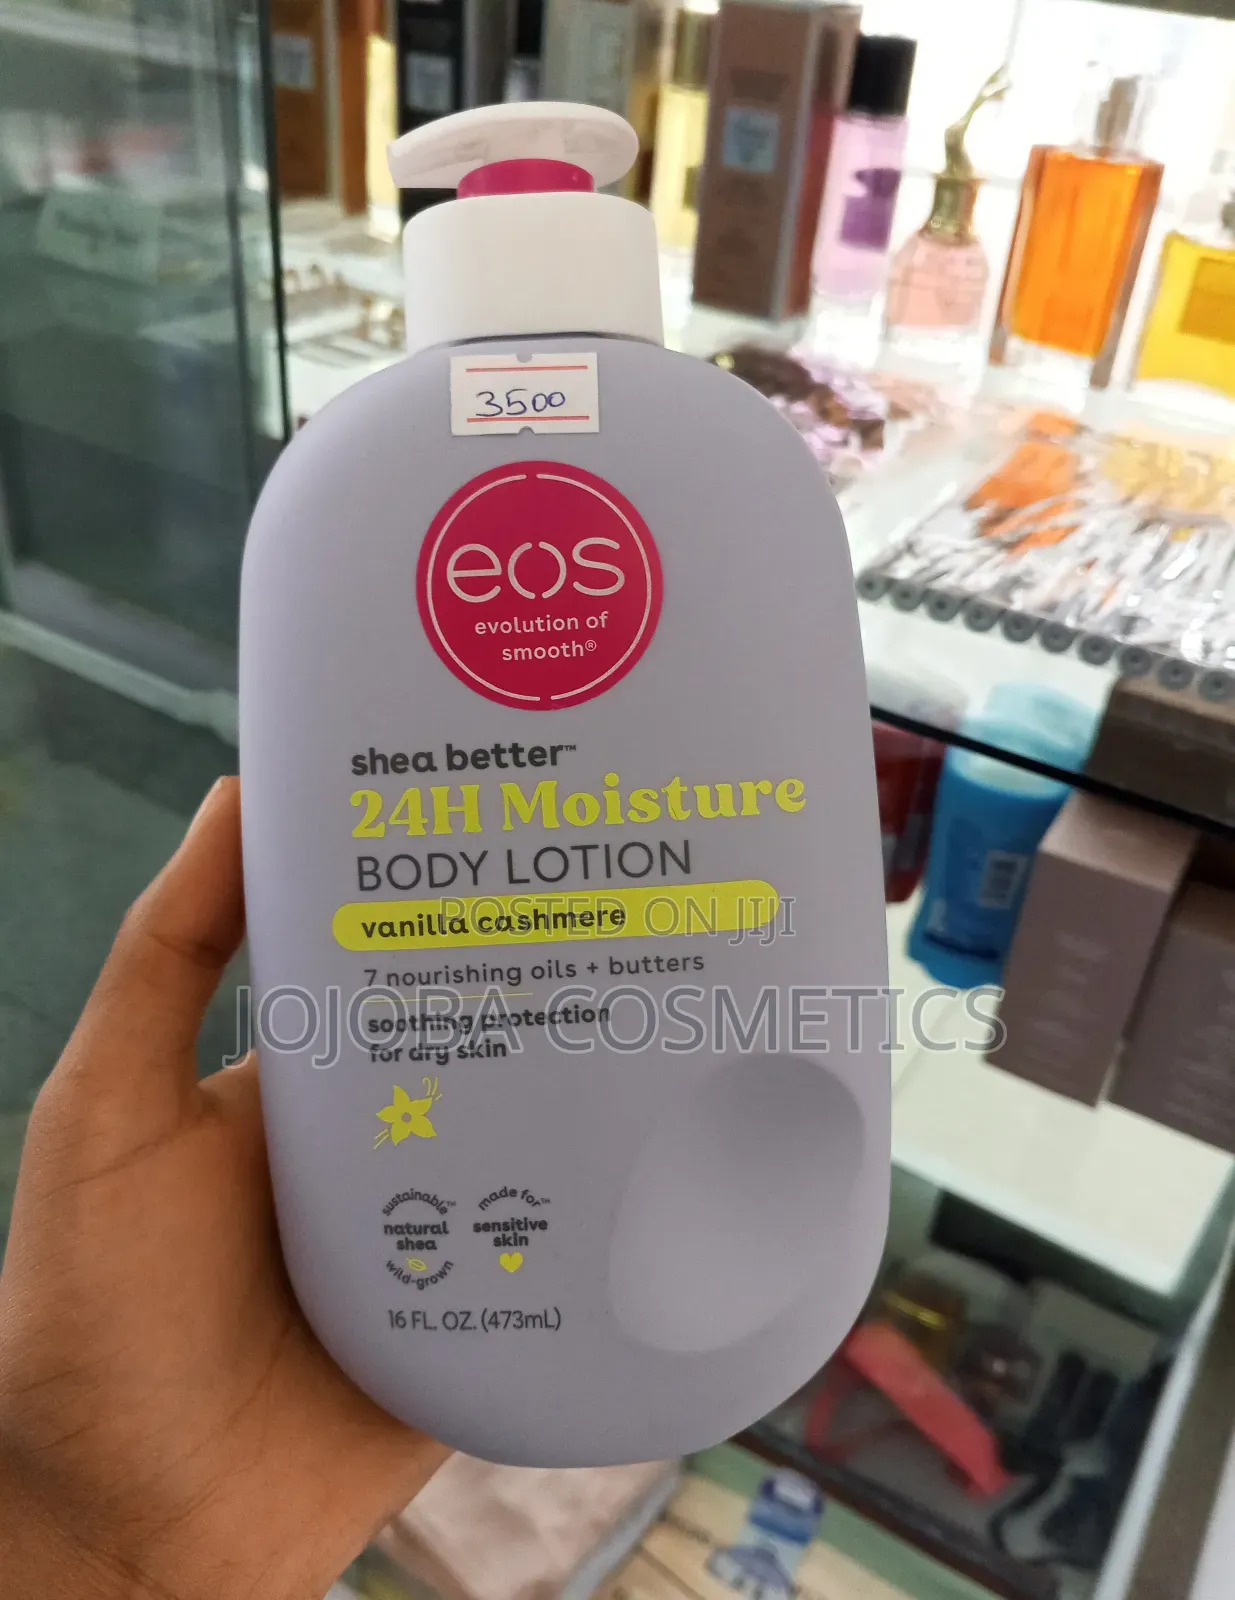 3500
eos
evolution of
smooth®
shea better™
24H Moisture
BODY LOTION
vanilla cashmere
POSTED ON JIJI
7 nourishing oils + butters
JOJOBA COSMETICS
soothing protection
for dry skin
sustainable™
natural
shea
wild-grown
made for™
sensitive
skin
16 FL. OZ. (473mL)